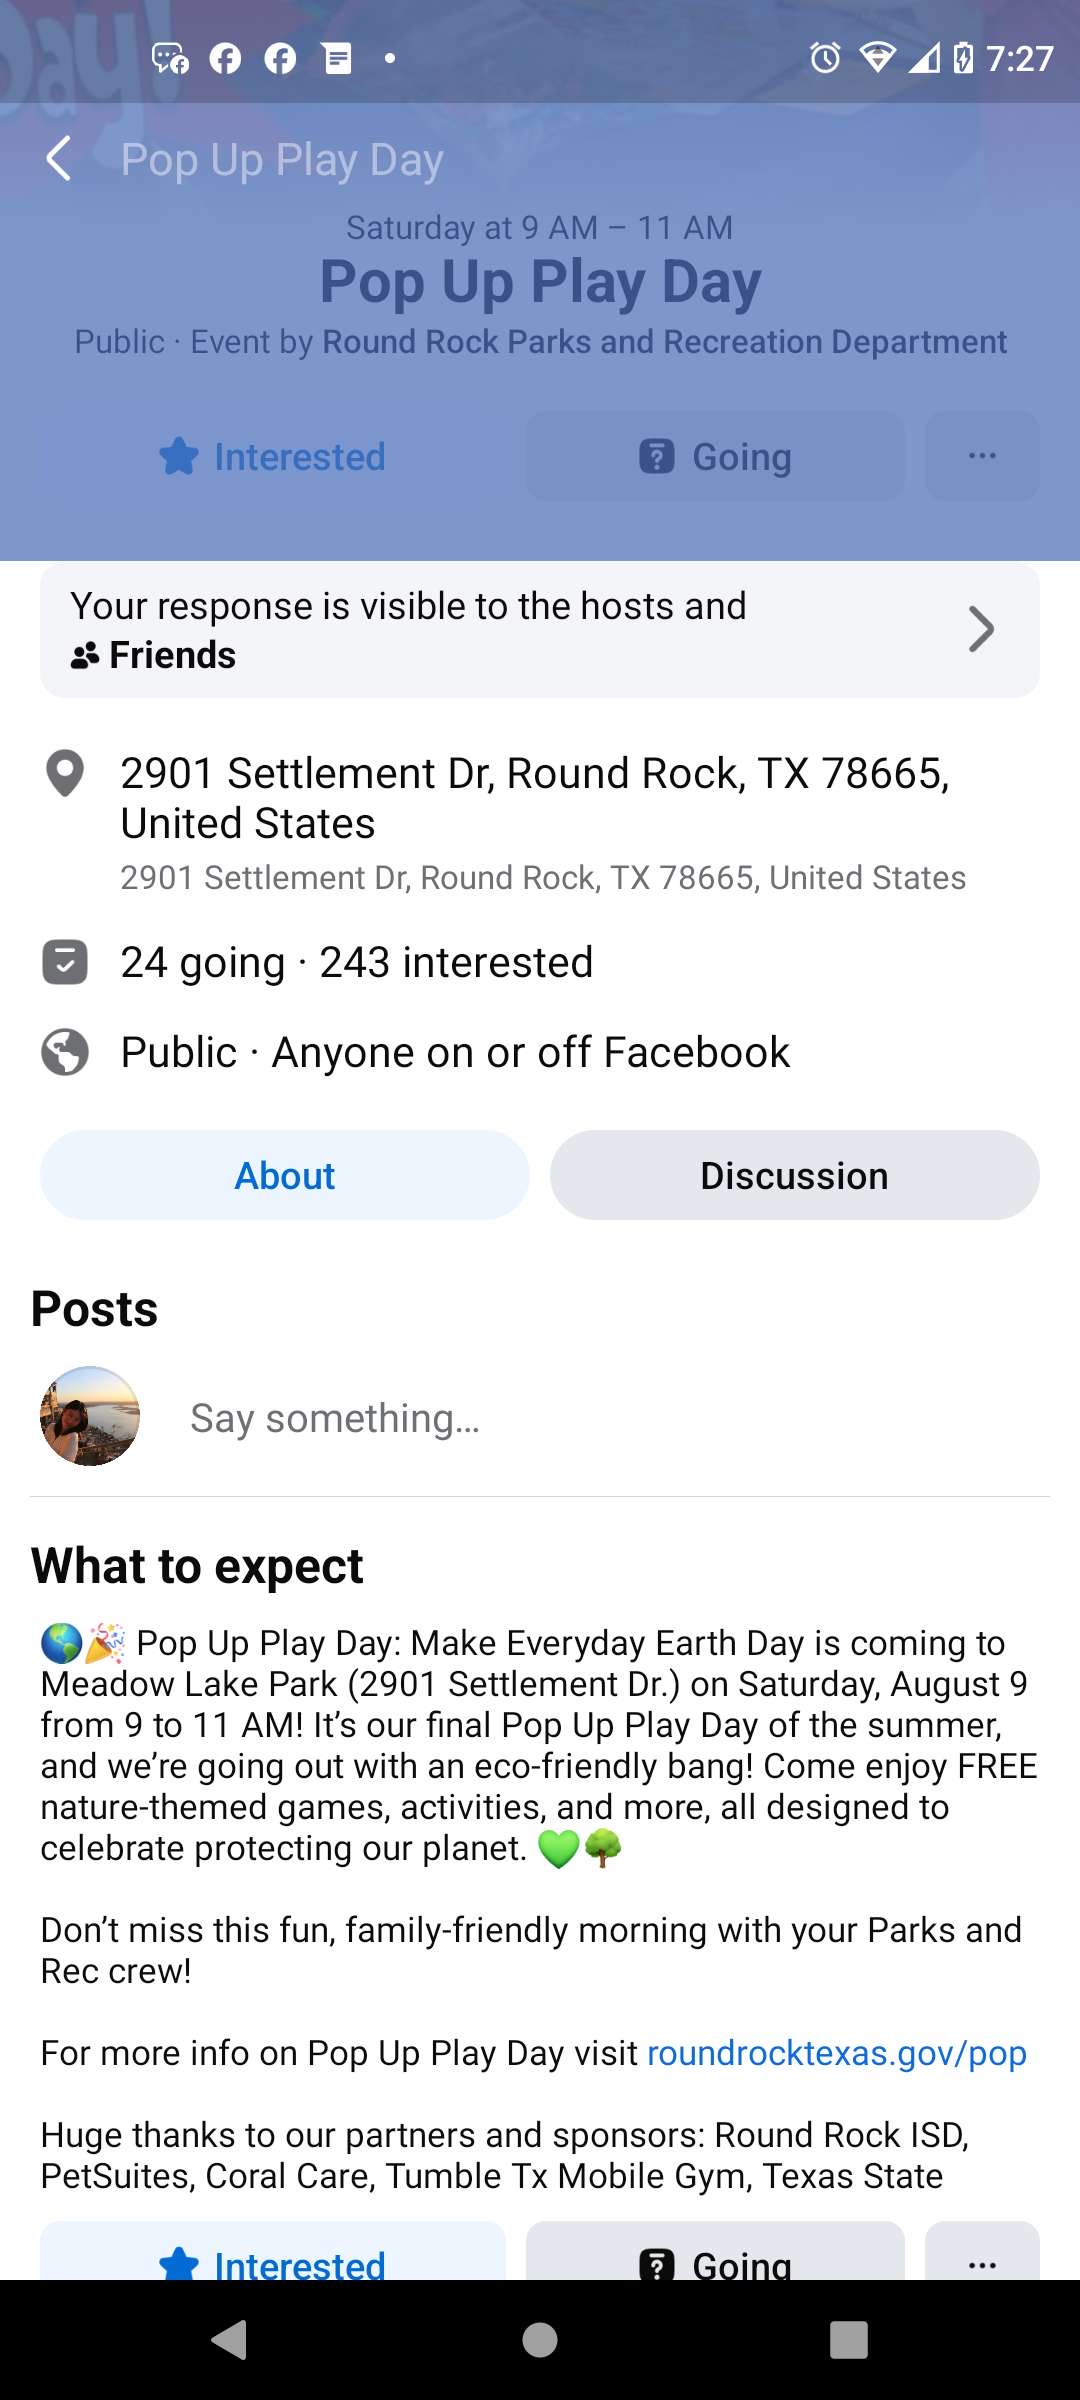 Day!
7:27
Pop Up Play Day
Saturday at 9 AM – 11 AM
Pop Up Play Day
Public · Event by Round Rock Parks and Recreation Department
Interested
Going
Your response is visible to the hosts and
Friends
2901 Settlement Dr, Round Rock, TX 78665,
United States
2901 Settlement Dr, Round Rock, TX 78665, United States
24 going · 243 interested
Public · Anyone on or off Facebook
About
Discussion
Posts
Say something...
What to expect
🌎🎉 Pop Up Play Day: Make Everyday Earth Day is coming to
Meadow Lake Park (2901 Settlement Dr.) on Saturday, August 9
from 9 to 11 AM! It’s our final Pop Up Play Day of the summer,
and we’re going out with an eco-friendly bang! Come enjoy FREE
nature-themed games, activities, and more, all designed to
celebrate protecting our planet. 💚🌳
Don’t miss this fun, family-friendly morning with your Parks and
Rec crew!
For more info on Pop Up Play Day visit roundrocktexas.gov/pop
Huge thanks to our partners and sponsors: Round Rock ISD,
PetSuites, Coral Care, Tumble Tx Mobile Gym, Texas State
Interested
Going